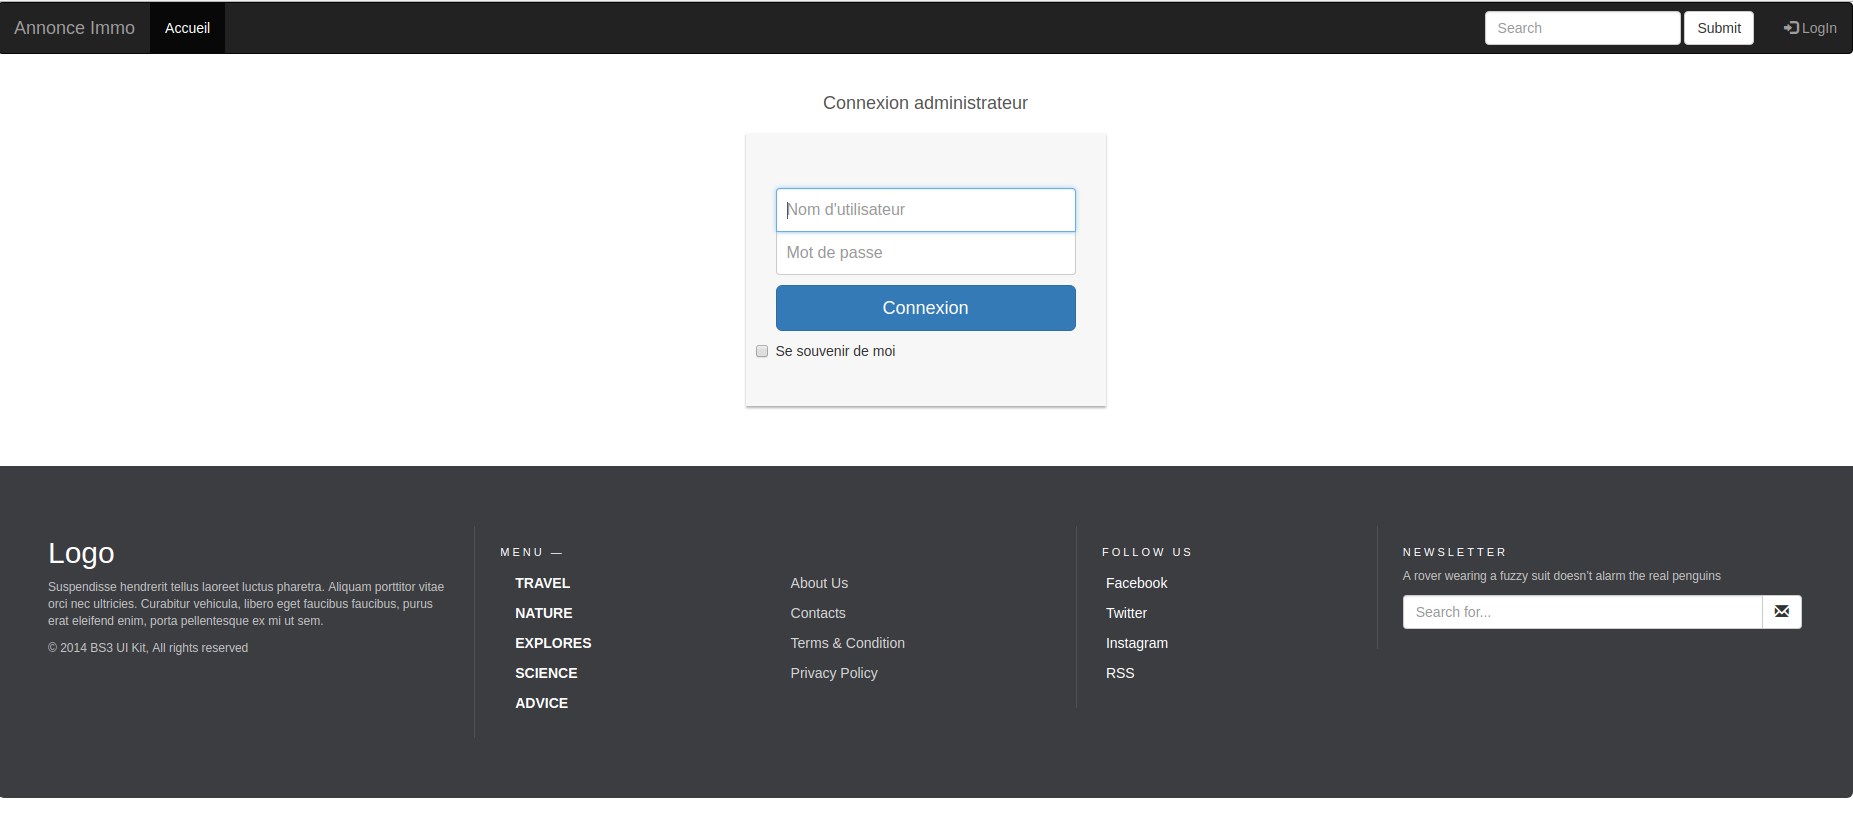 Annonce Immo Accueil Search Submit LogIn
Connexion administrateur
Nom d'utilisateur
Mot de passe
Connexion
Se souvenir de moi
Logo
Suspendisse hendrerit tellus laoreet luctus pharetra. Aliquam porttitor vitae
orci nec ultricies. Curabitur vehicula, libero eget faucibus faucibus, purus
erat eleifend enim, porta pellentesque ex mi ut sem.
© 2014 BS3 UI Kit, All rights reserved
MENU —
TRAVEL
NATURE
EXPLORES
SCIENCE
ADVICE
About Us
Contacts
Terms & Condition
Privacy Policy
FOLLOW US
Facebook
Twitter
Instagram
RSS
NEWSLETTER
A rover wearing a fuzzy suit doesn’t alarm the real penguins
Search for...